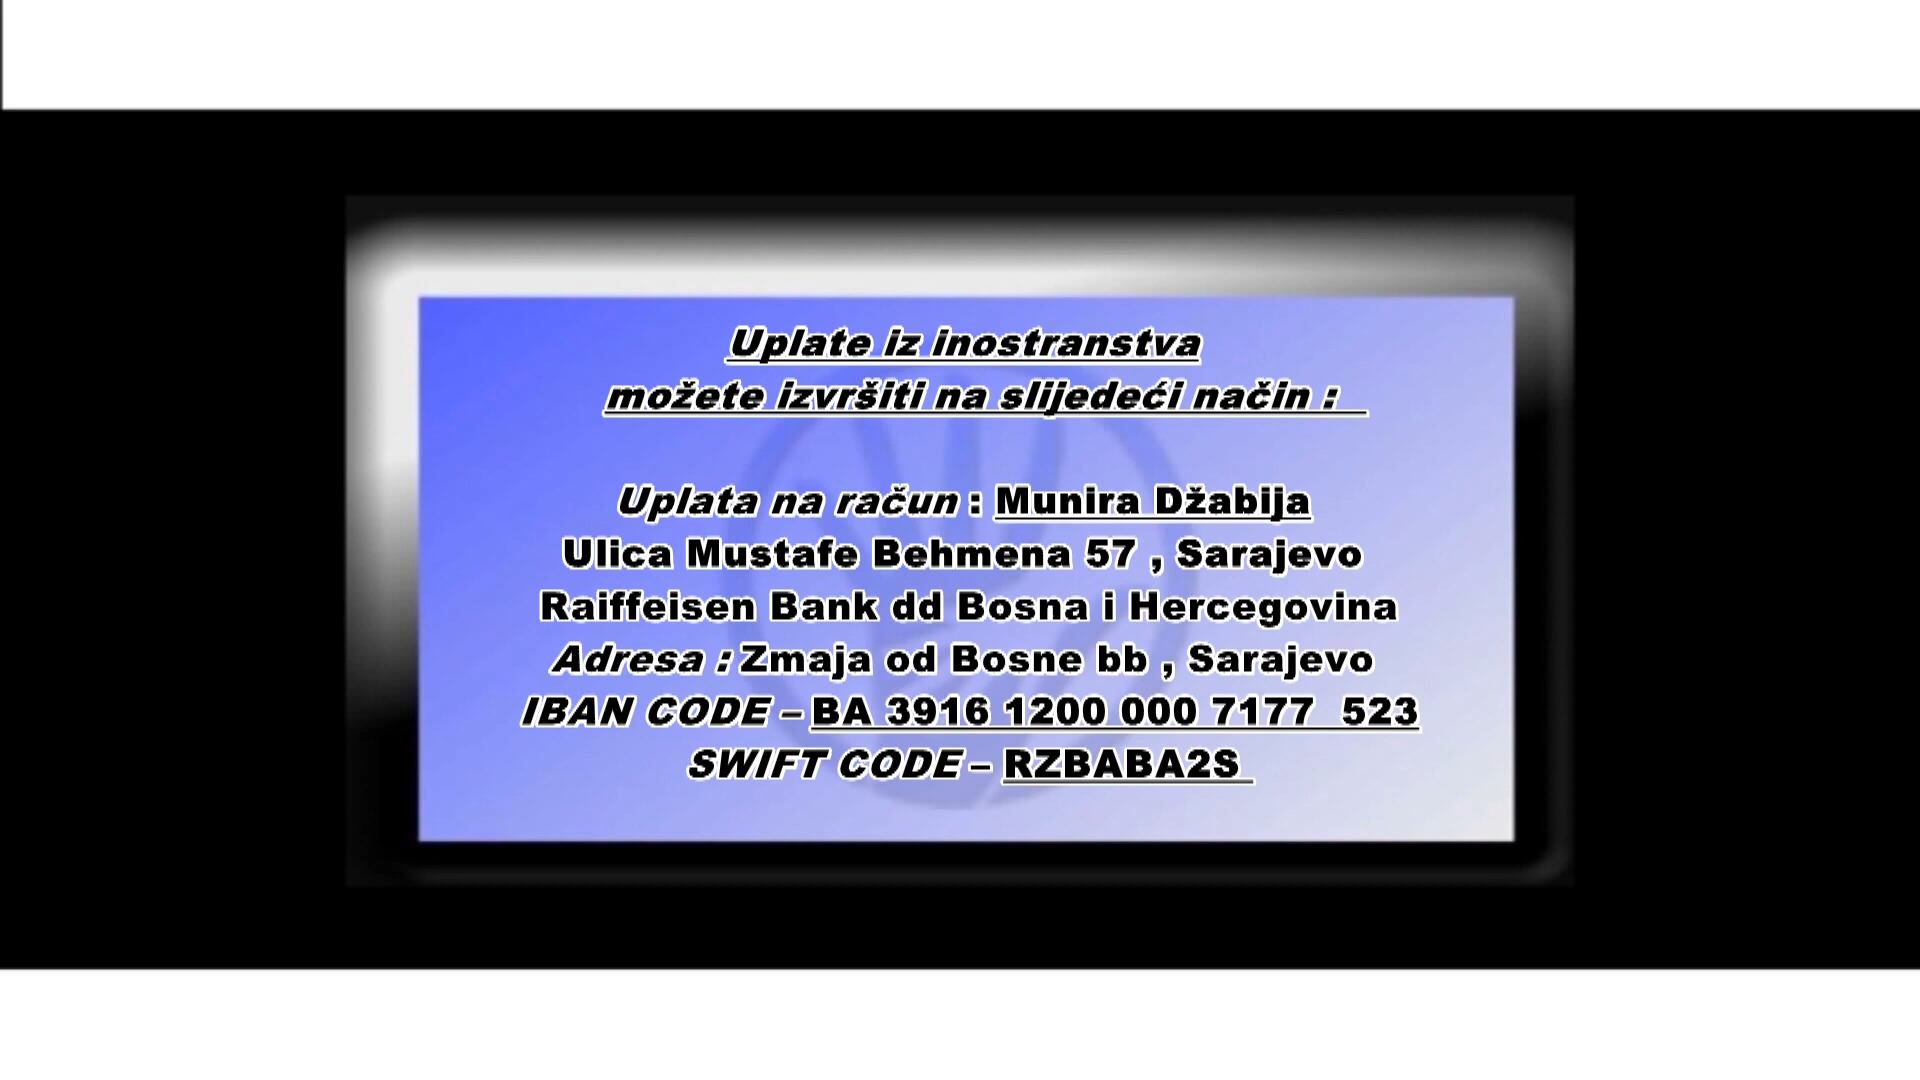 Uplate iz inostranstva
možete izvršiti na slijedeći način :
Uplata na račun : Munira Džabija
Ulica Mustafe Behmena 57 , Sarajevo
Raiffeisen Bank dd Bosna i Hercegovina
Adresa : Zmaja od Bosne bb , Sarajevo
IBAN CODE – BA 3916 1200 000 7177  523
SWIFT CODE – RZBABA2S